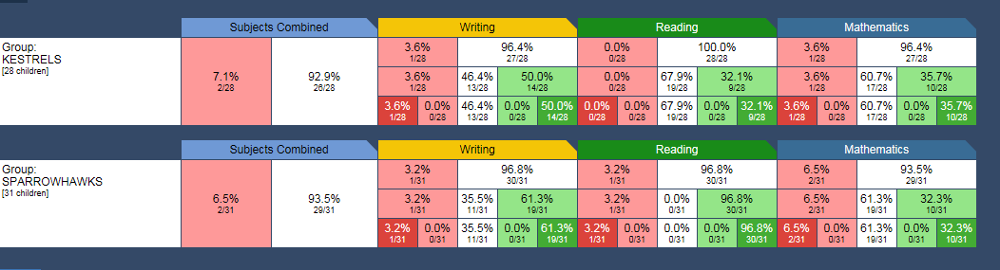 Subjects Combined Writing Reading Mathematics
Group:
KESTRELS
[28 children]
7.1% 92.9%
2/28 26/28
3.6% 96.4% 0.0% 100.0% 3.6% 96.4%
1/28 27/28 0/28 28/28 1/28 27/28
3.6% 46.4% 50.0% 0.0% 67.9% 32.1% 3.6% 60.7% 35.7%
1/28 13/28 14/28 0/28 19/28 9/28 1/28 17/28 10/28
3.6% 0.0% 46.4% 0.0% 50.0% 0.0% 0.0% 67.9% 0.0% 32.1% 3.6% 0.0% 60.7% 0.0% 35.7%
1/28 0/28 13/28 0/28 14/28 0/28 0/28 19/28 0/28 9/28 1/28 0/28 17/28 0/28 10/28
Subjects Combined Writing Reading Mathematics
Group:
SPARROWHAWKS
[31 children]
6.5% 93.5%
2/31 29/31
3.2% 96.8% 3.2% 96.8% 6.5% 93.5%
1/31 30/31 1/31 30/31 2/31 29/31
3.2% 35.5% 61.3% 3.2% 0.0% 96.8% 6.5% 61.3% 32.3%
1/31 11/31 19/31 1/31 0/31 30/31 2/31 19/31 10/31
3.2% 0.0% 35.5% 0.0% 61.3% 3.2% 0.0% 0.0% 0.0% 96.8% 6.5% 0.0% 61.3% 0.0% 32.3%
1/31 0/31 11/31 0/31 19/31 1/31 0/31 0/31 0/31 30/31 2/31 0/31 19/31 0/31 10/31